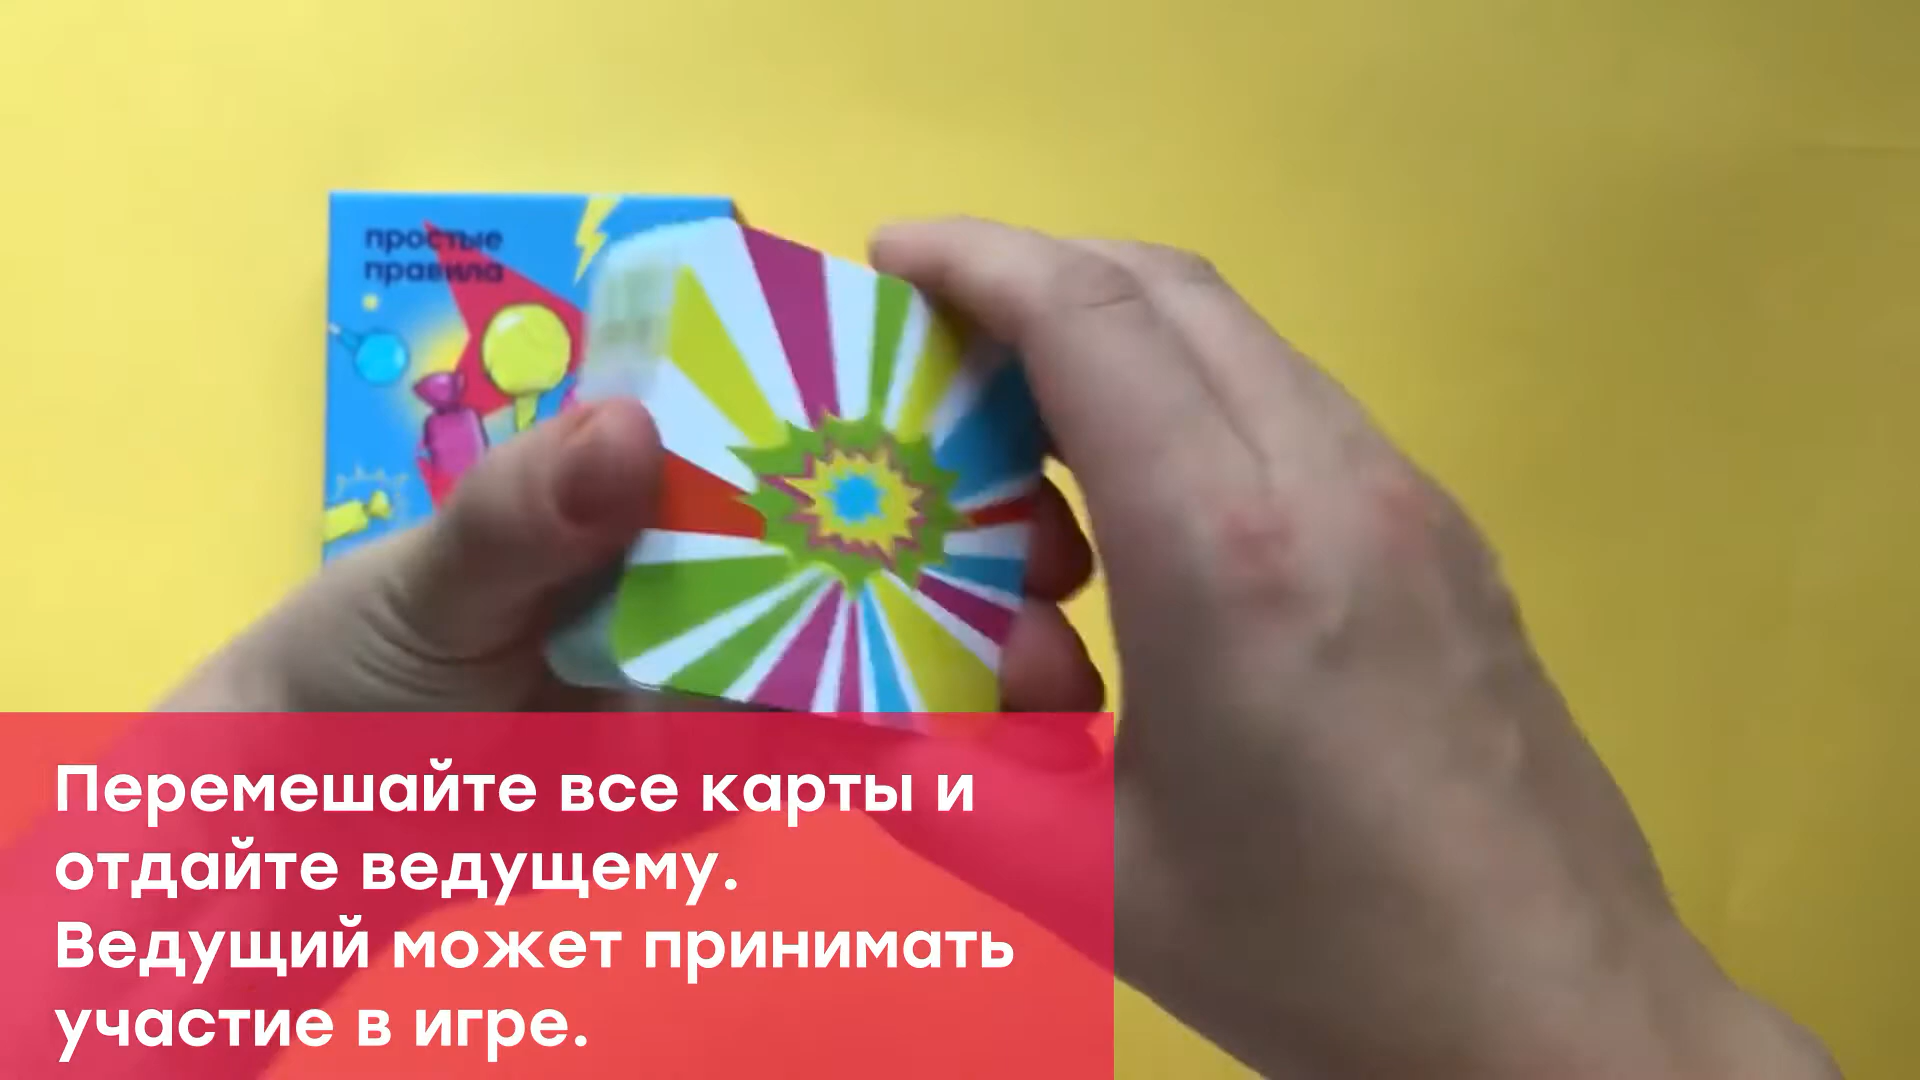 простые
правила
Перемешайте все карты и
отдайте ведущему.
Ведущий может принимать
участие в игре.